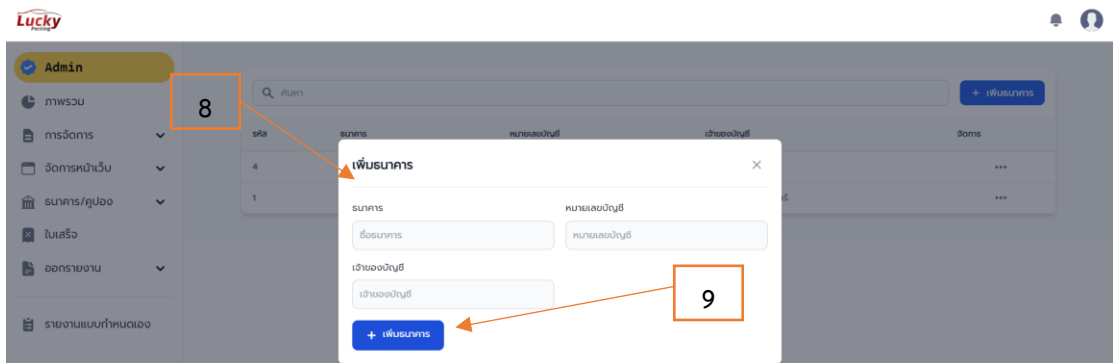 Lucky
Parking
Admin
ภาพรวม
การจัดการ
จัดการหน้าเว็บ
ธนาคาร/คูปอง
ใบเสร็จ
ออกรายงาน
รายงานแบบกำหนดเอง
8
ค้นหา
+ เพิ่มธนาคาร
รหัส ธนาคาร หมายเลขบัญชี เจ้าของบัญชี จัดการ
4 ...
1 ...
เพิ่มธนาคาร ×
ธนาคาร หมายเลขบัญชี
ชื่อธนาคาร หมายเลขบัญชี
เจ้าของบัญชี
เจ้าของบัญชี
9
+ เพิ่มธนาคาร